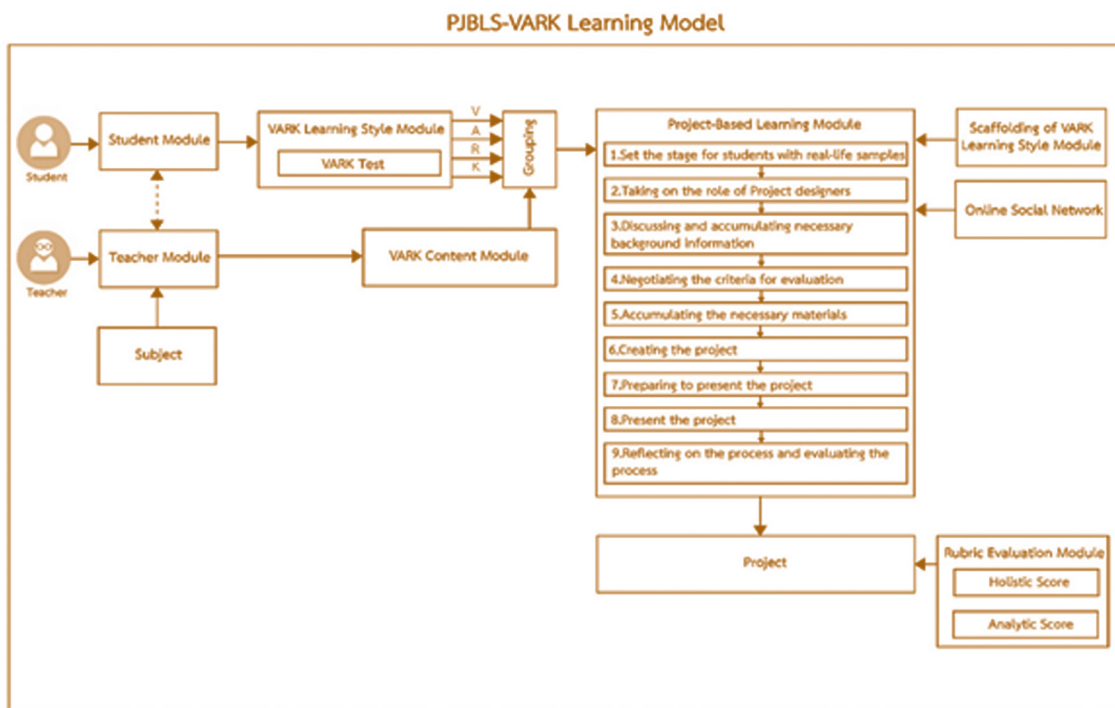 PJBLS-VARK Learning Model
Student
Student Module
VARK Learning Style Module
VARK Test
V
A
R
K
Grouping
Teacher
Teacher Module
VARK Content Module
Subject
Project-Based Learning Module
1.Set the stage for students with real-life samples
2.Taking on the role of Project designers
3.Discussing and accumulating necessary
background information
4.Negotiating the criteria for evaluation
5.Accumulating the necessary materials
6.Creating the project
7.Preparing to present the project
8.Present the project
9.Reflecting on the process and evaluating the
process
Scaffolding of VARK
Learning Style Module
Online Social Network
Project
Rubric Evaluation Module
Holistic Score
Analytic Score